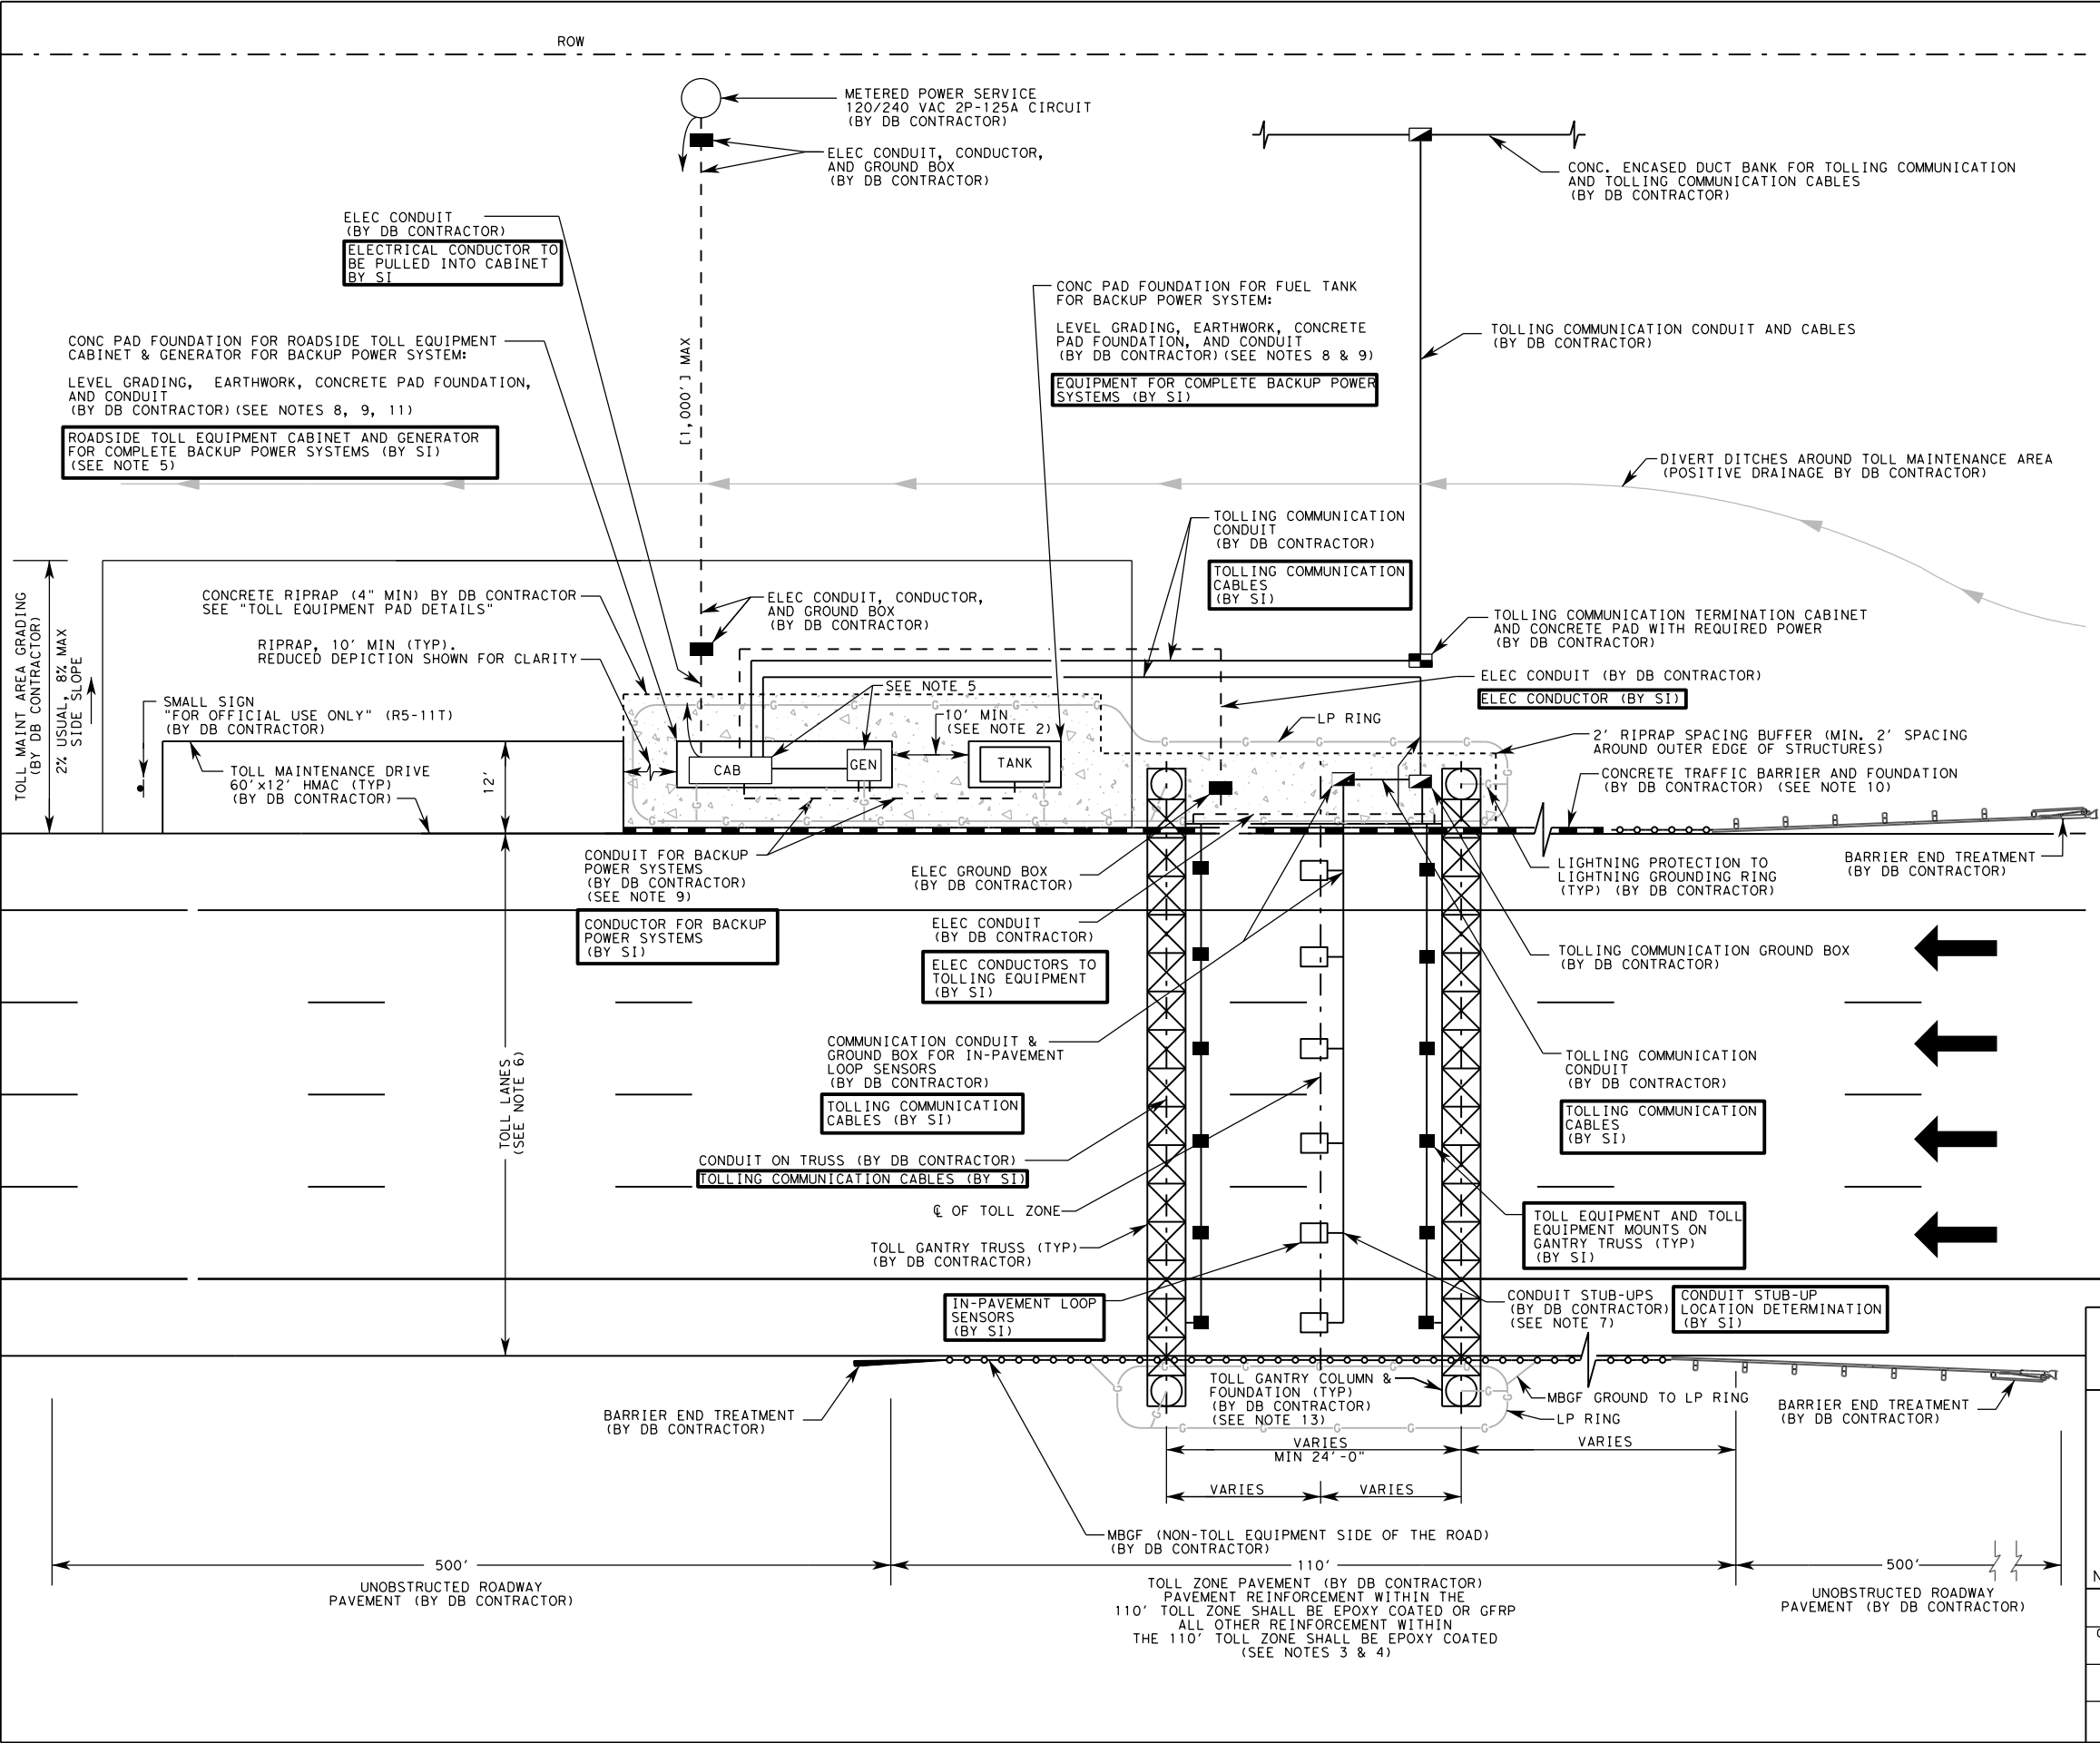 ROW
METERED POWER SERVICE
120/240 VAC 2P-125A CIRCUIT
(BY DB CONTRACTOR)
ELEC CONDUIT, CONDUCTOR,
AND GROUND BOX
(BY DB CONTRACTOR)
CONC. ENCASED DUCT BANK FOR TOLLING COMMUNICATION
AND TOLLING COMMUNICATION CABLES
(BY DB CONTRACTOR)
ELEC CONDUIT
(BY DB CONTRACTOR)
ELECTRICAL CONDUCTOR TO
BE PULLED INTO CABINET
BY SI
CONC PAD FOUNDATION FOR FUEL TANK
FOR BACKUP POWER SYSTEM:
LEVEL GRADING, EARTHWORK, CONCRETE
PAD FOUNDATION, AND CONDUIT
(BY DB CONTRACTOR)(SEE NOTES 8 & 9)
EQUIPMENT FOR COMPLETE BACKUP POWER
SYSTEMS (BY SI)
TOLLING COMMUNICATION CONDUIT AND CABLES
(BY DB CONTRACTOR)
CONC PAD FOUNDATION FOR ROADSIDE TOLL EQUIPMENT
CABINET & GENERATOR FOR BACKUP POWER SYSTEM:
LEVEL GRADING, EARTHWORK, CONCRETE PAD FOUNDATION,
AND CONDUIT
(BY DB CONTRACTOR)(SEE NOTES 8, 9, 11)
ROADSIDE TOLL EQUIPMENT CABINET AND GENERATOR
FOR COMPLETE BACKUP POWER SYSTEMS (BY SI)
(SEE NOTE 5)
[1,000'] MAX
DIVERT DITCHES AROUND TOLL MAINTENANCE AREA
(POSITIVE DRAINAGE BY DB CONTRACTOR)
TOLLING COMMUNICATION
CONDUIT
(BY DB CONTRACTOR)
TOLLING COMMUNICATION
CABLES
(BY SI)
TOLL MAINT AREA GRADING
(BY DB CONTRACTOR)
2% USUAL, 8% MAX
SIDE SLOPE
CONCRETE RIPRAP (4" MIN) BY DB CONTRACTOR
SEE "TOLL EQUIPMENT PAD DETAILS"
RIPRAP, 10' MIN (TYP).
REDUCED DEPICTION SHOWN FOR CLARITY
ELEC CONDUIT, CONDUCTOR,
AND GROUND BOX
(BY DB CONTRACTOR)
TOLLING COMMUNICATION TERMINATION CABINET
AND CONCRETE PAD WITH REQUIRED POWER
(BY DB CONTRACTOR)
ELEC CONDUIT (BY DB CONTRACTOR)
ELEC CONDUCTOR (BY SI)
SMALL SIGN
"FOR OFFICIAL USE ONLY" (R5-11T)
(BY DB CONTRACTOR)
SEE NOTE 5
10' MIN
(SEE NOTE 2)
LP RING
2' RIPRAP SPACING BUFFER (MIN. 2' SPACING
AROUND OUTER EDGE OF STRUCTURES)
CONCRETE TRAFFIC BARRIER AND FOUNDATION
(BY DB CONTRACTOR) (SEE NOTE 10)
TOLL MAINTENANCE DRIVE
60'x12' HMAC (TYP)
(BY DB CONTRACTOR)
12'
CAB
GEN
TANK
CONDUIT FOR BACKUP
POWER SYSTEMS
(BY DB CONTRACTOR)
(SEE NOTE 9)
CONDUCTOR FOR BACKUP
POWER SYSTEMS
(BY SI)
ELEC GROUND BOX
(BY DB CONTRACTOR)
LIGHTNING PROTECTION TO
LIGHTNING GROUNDING RING
(TYP) (BY DB CONTRACTOR)
BARRIER END TREATMENT
(BY DB CONTRACTOR)
ELEC CONDUIT
(BY DB CONTRACTOR)
ELEC CONDUCTORS TO
TOLLING EQUIPMENT
(BY SI)
TOLLING COMMUNICATION GROUND BOX
(BY DB CONTRACTOR)
TOLL LANES
(SEE NOTE 6)
COMMUNICATION CONDUIT &
GROUND BOX FOR IN-PAVEMENT
LOOP SENSORS
(BY DB CONTRACTOR)
TOLLING COMMUNICATION
CABLES (BY SI)
TOLLING COMMUNICATION
CONDUIT
(BY DB CONTRACTOR)
TOLLING COMMUNICATION
CABLES
(BY SI)
CONDUIT ON TRUSS (BY DB CONTRACTOR)
TOLLING COMMUNICATION CABLES (BY SI)
℄ OF TOLL ZONE
TOLL GANTRY TRUSS (TYP)
(BY DB CONTRACTOR)
TOLL EQUIPMENT AND TOLL
EQUIPMENT MOUNTS ON
GANTRY TRUSS (TYP)
(BY SI)
IN-PAVEMENT LOOP
SENSORS
(BY SI)
CONDUIT STUB-UPS
(BY DB CONTRACTOR)
(SEE NOTE 7)
CONDUIT STUB-UP
LOCATION DETERMINATION
(BY SI)
TOLL GANTRY COLUMN &
FOUNDATION (TYP)
(BY DB CONTRACTOR)
(SEE NOTE 13)
MBGF GROUND TO LP RING
LP RING
BARRIER END TREATMENT
(BY DB CONTRACTOR)
BARRIER END TREATMENT
(BY DB CONTRACTOR)
VARIES
MIN 24'-0"
VARIES
VARIES
VARIES
MBGF (NON-TOLL EQUIPMENT SIDE OF THE ROAD)
(BY DB CONTRACTOR)
500'
UNOBSTRUCTED ROADWAY
PAVEMENT (BY DB CONTRACTOR)
110'
TOLL ZONE PAVEMENT (BY DB CONTRACTOR)
PAVEMENT REINFORCEMENT WITHIN THE
110' TOLL ZONE SHALL BE EPOXY COATED OR GFRP
ALL OTHER REINFORCEMENT WITHIN
THE 110' TOLL ZONE SHALL BE EPOXY COATED
(SEE NOTES 3 & 4)
500'
UNOBSTRUCTED ROADWAY
PAVEMENT (BY DB CONTRACTOR)